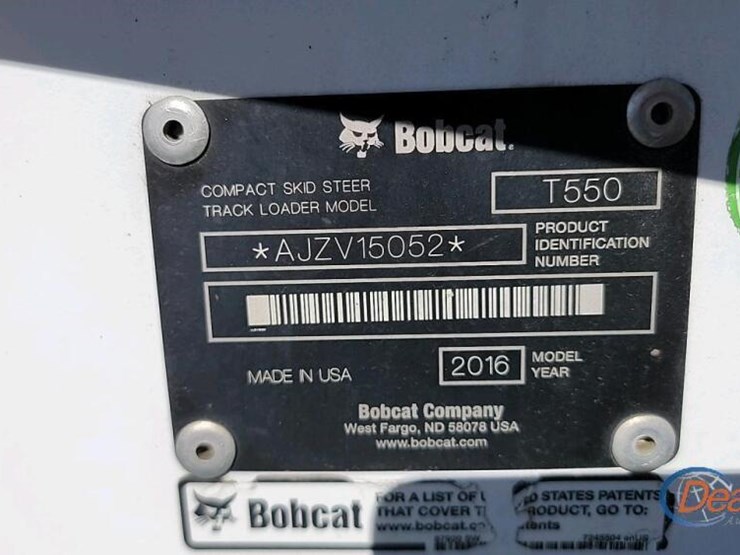 Bobcat.
COMPACT SKID STEER
TRACK LOADER MODEL
T550
*AJZV15052*
PRODUCT
IDENTIFICATION
NUMBER
MADE IN USA
2016
MODEL
YEAR
Bobcat Company
West Fargo, ND 58078 USA
www.bobcat.com
Bobcat
FOR A LIST OF
STATES PATENTS
THAT COVER
GO TO:
www.bobcat
Dea